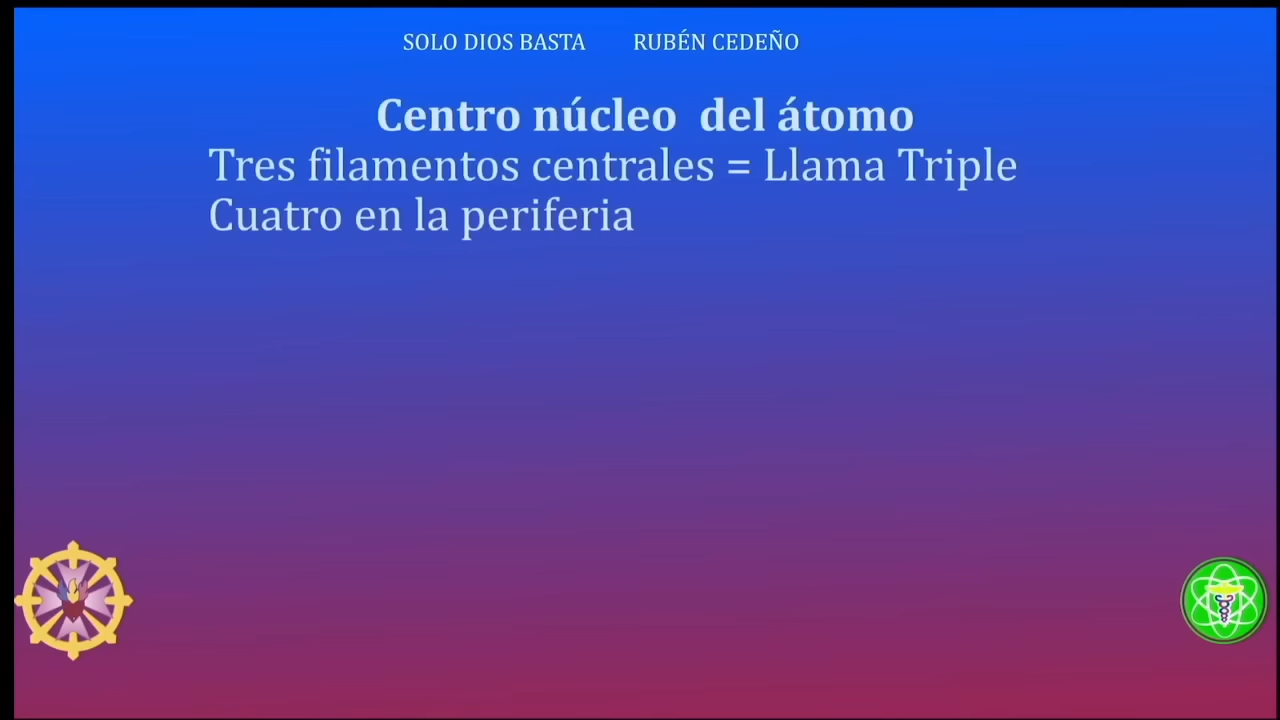 SOLO DIOS BASTA RUBÉN CEDEÑO
Centro núcleo del átomo
Tres filamentos centrales = Llama Triple
Cuatro en la periferia